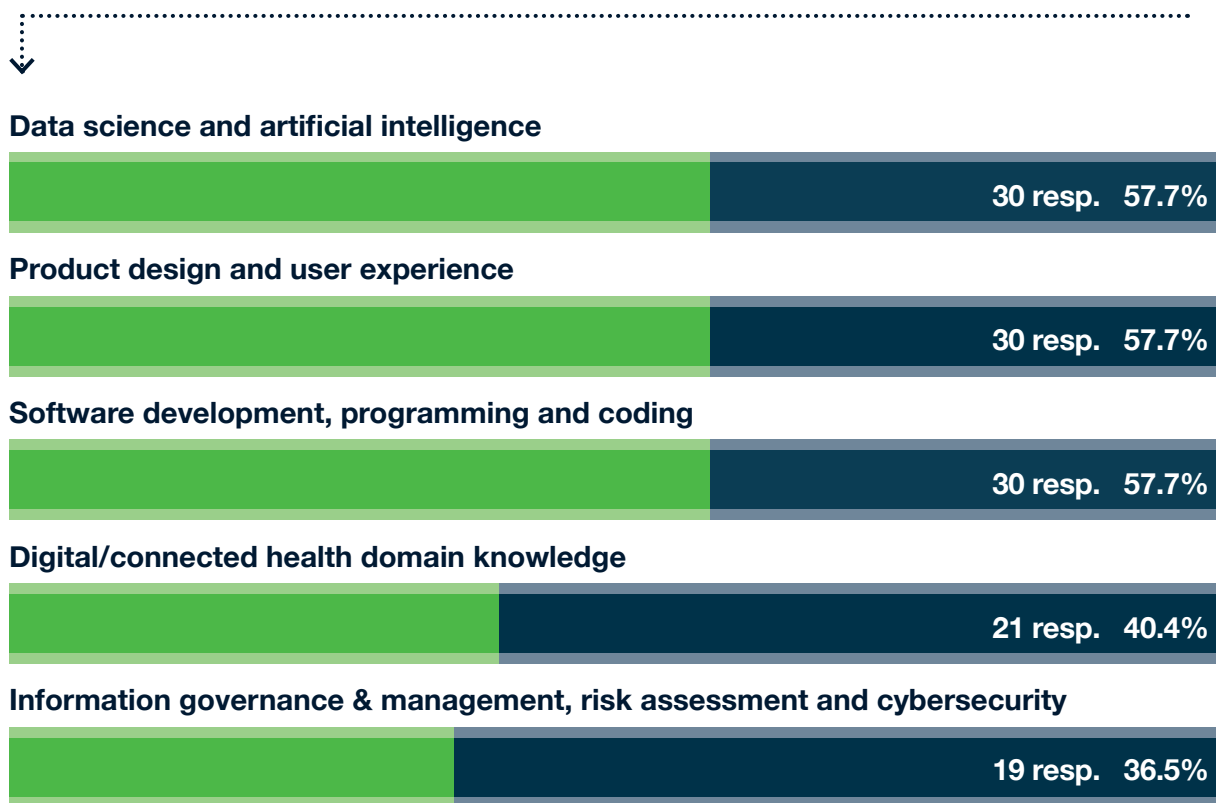 Data science and artificial intelligence
30 resp. 57.7%
Product design and user experience
30 resp. 57.7%
Software development, programming and coding
30 resp. 57.7%
Digital/connected health domain knowledge
21 resp. 40.4%
Information governance & management, risk assessment and cybersecurity
19 resp. 36.5%